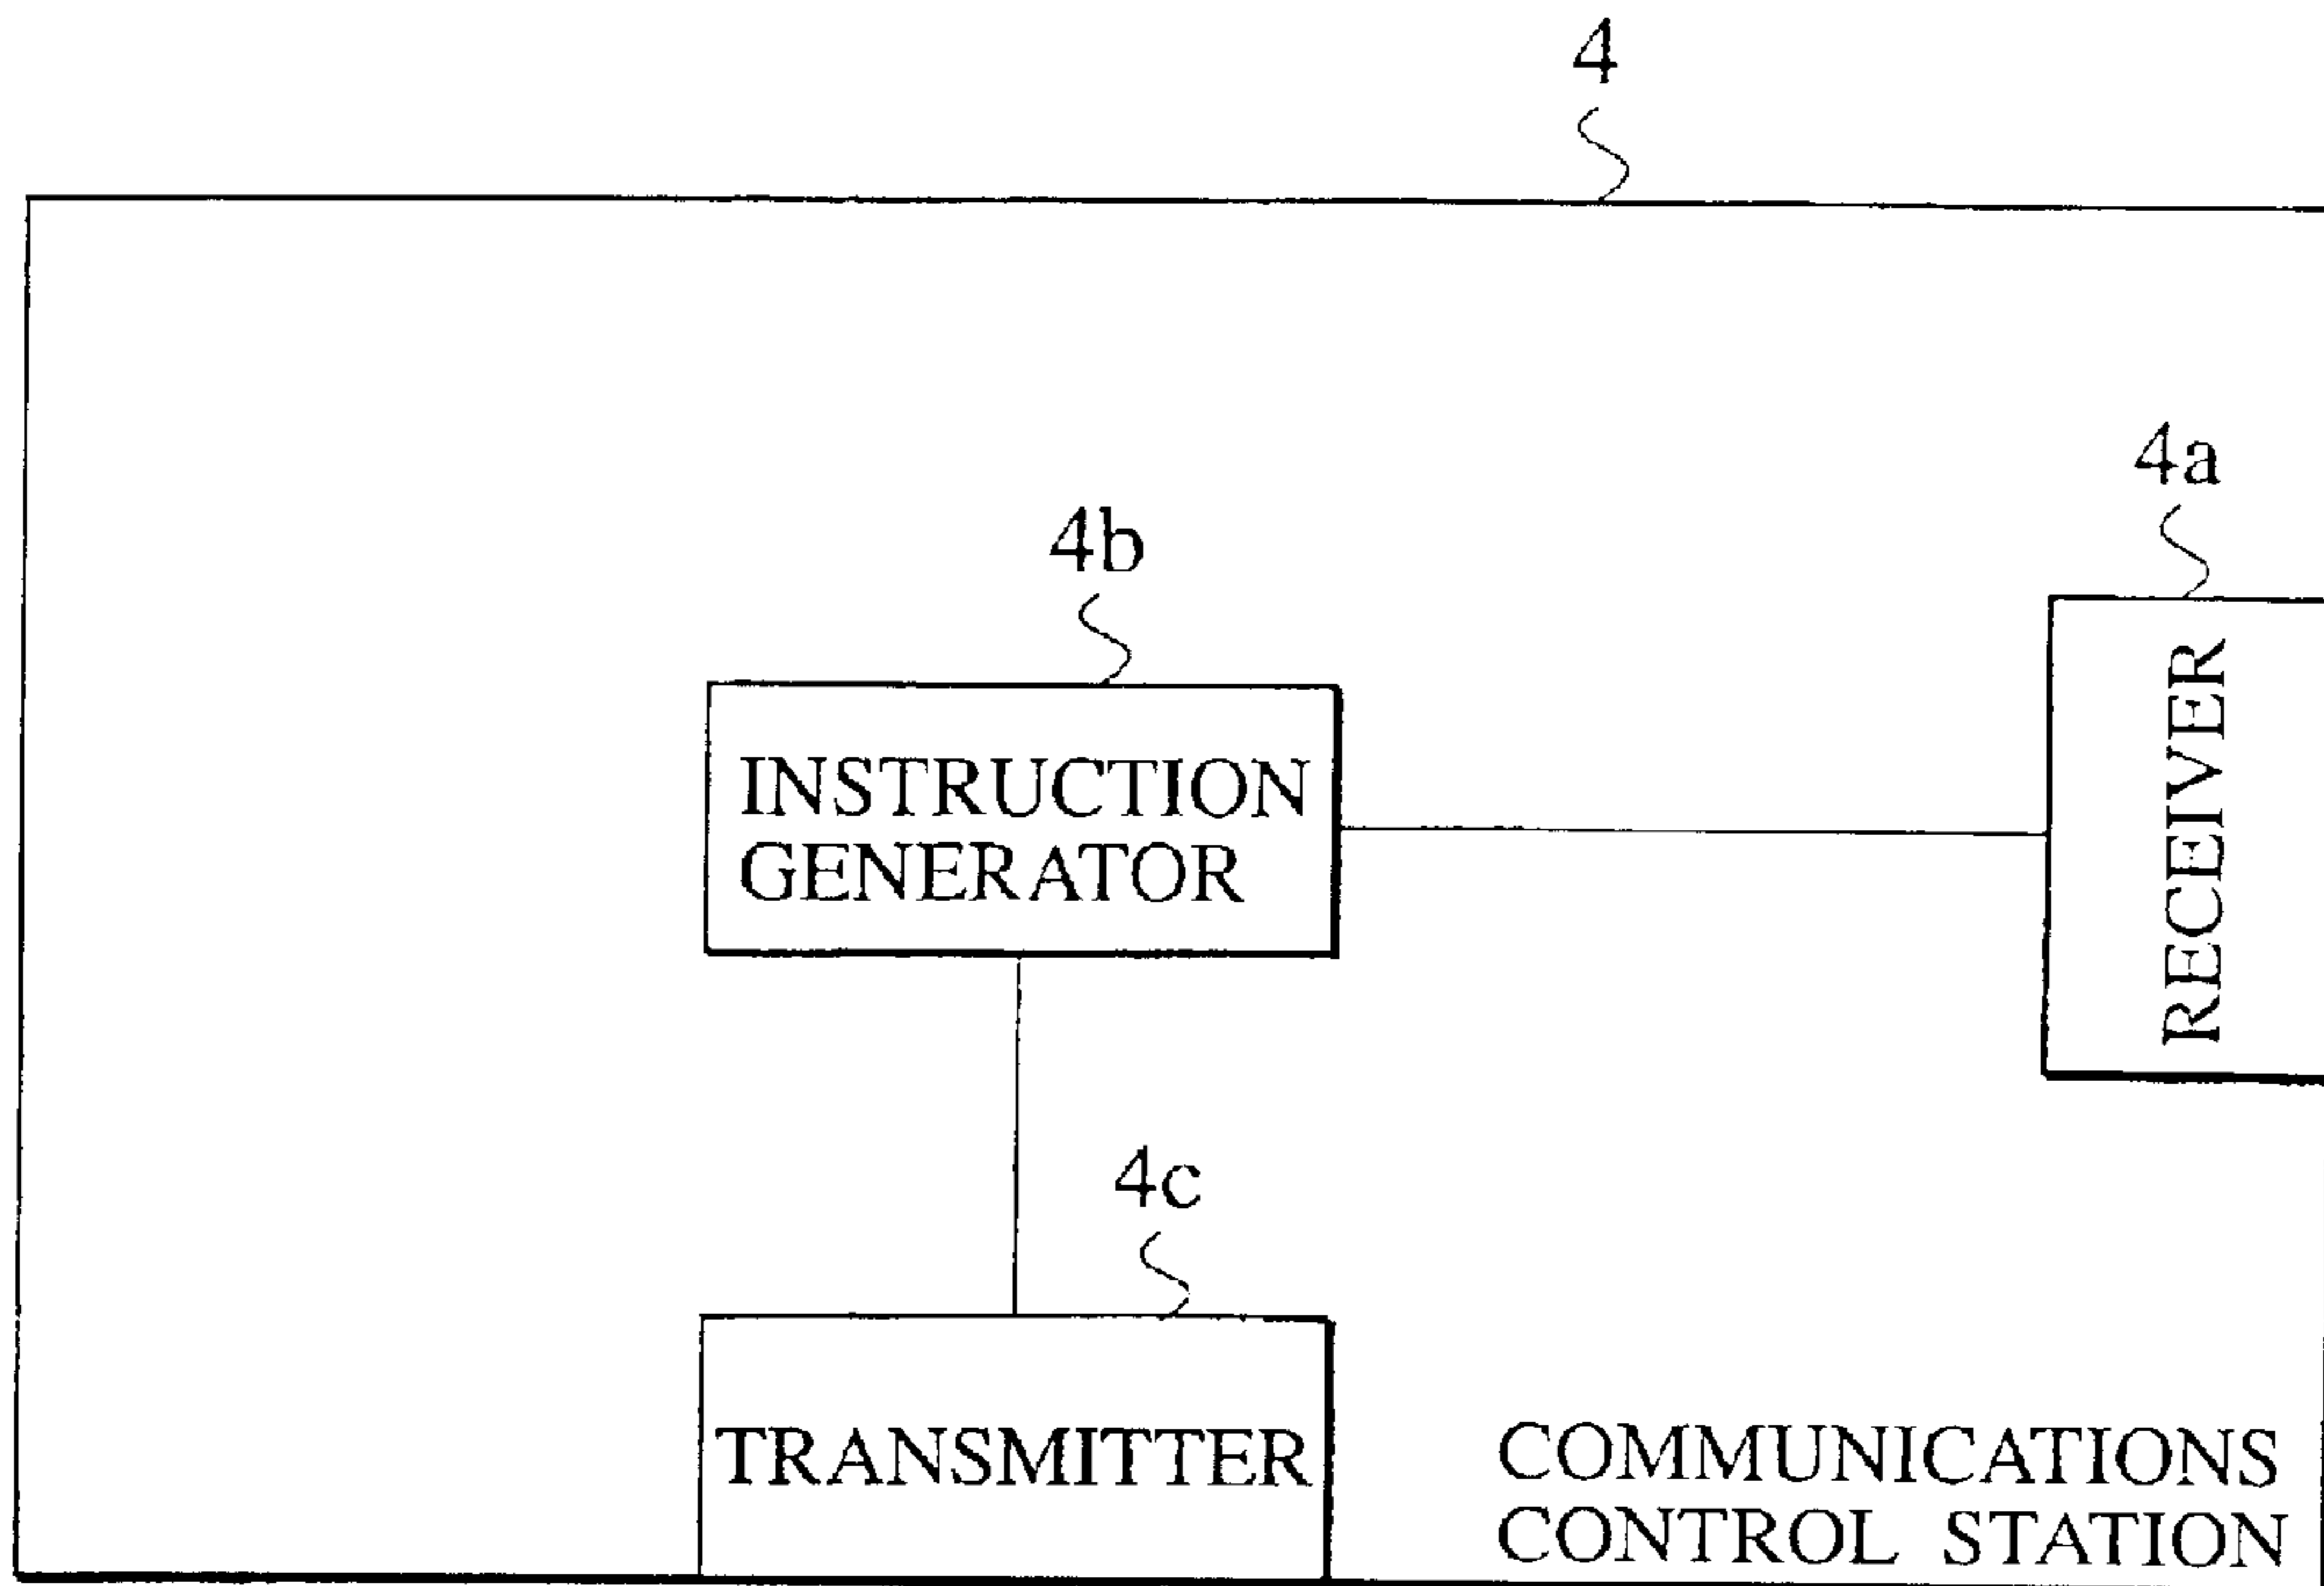 4
4a
4b
RECEIVER
INSTRUCTION
GENERATOR
4c
TRANSMITTER
COMMUNICATIONS
CONTROL STATION